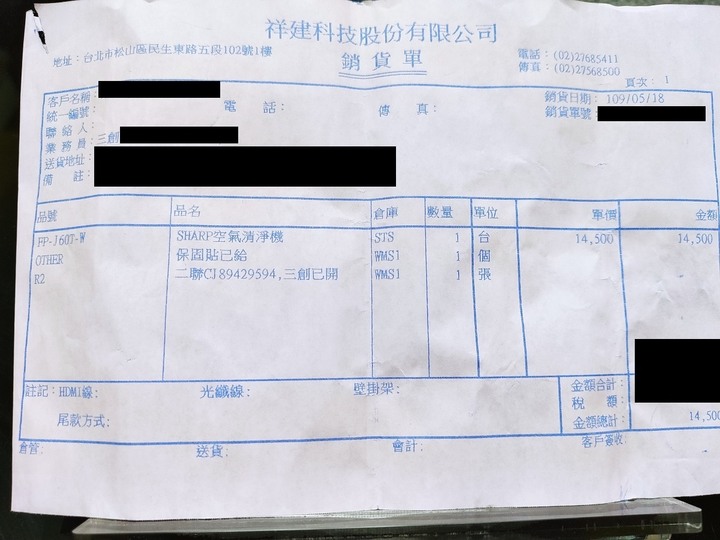 祥建科技股份有限公司
地址：台北市松山區民生東路五段102號1樓
銷貨單
電話：(02)27685411
傳真：(02)27568500
頁次：1
客戶名稱：
銷貨日期：109/05/18
統一編號：
電話：
傳真：
銷貨單號：
聯絡人：
業務員：三創
送貨地址：
備註：
品號 品名 倉庫 數量 單位 單價 金額
FP-J60T-W SHARP空氣清淨機 STS 1 台 14,500 14,500
OTHER 保固貼已給 WMS1 1 個
R2 二聯CJ89429594,三創已開 WMS1 1 張
註記：HDMI線： 光纖線： 壁掛架：
金額合計：
稅額：
尾款方式：
金額總計： 14,500
倉管： 送貨： 會計： 客戶簽收：